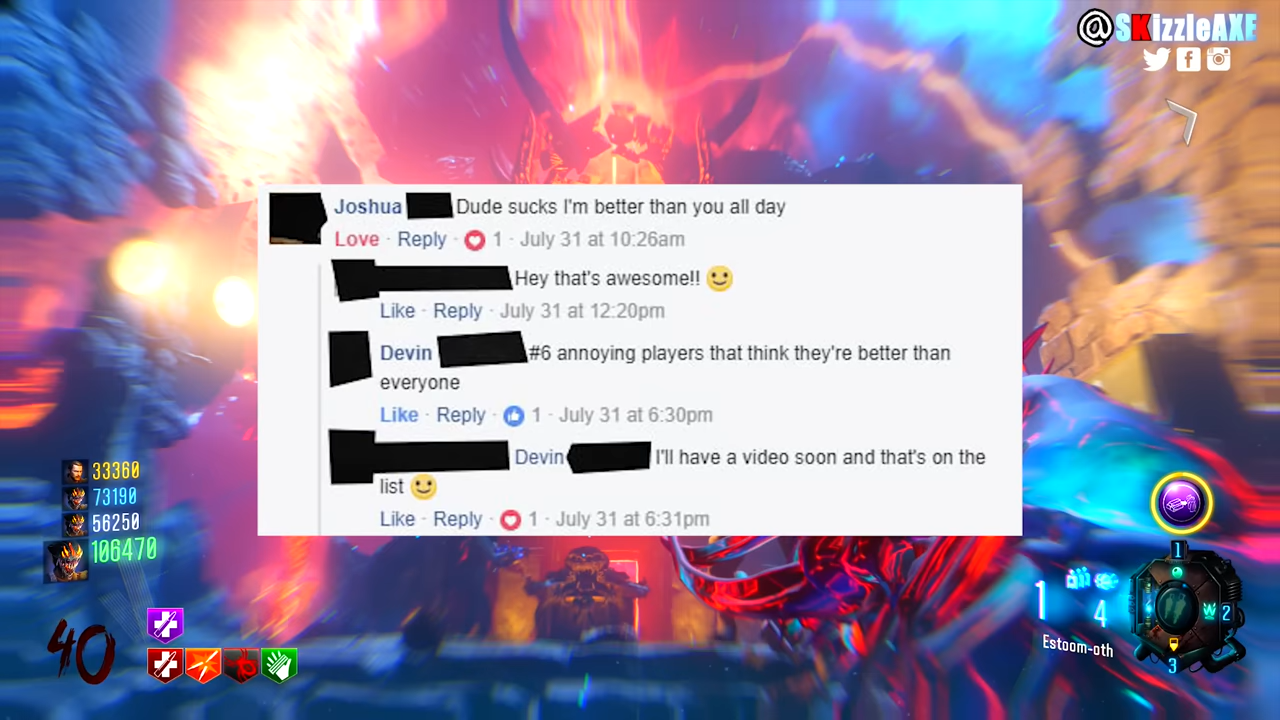 @SKizzleAXE
Joshua Dude sucks I'm better than you all day
Love · Reply · 1 · July 31 at 10:26am
Hey that's awesome!!
Like · Reply · July 31 at 12:20pm
Devin #6 annoying players that think they're better than
everyone
Like · Reply · 1 · July 31 at 6:30pm
Devin I'll have a video soon and that's on the
list
Like · Reply · 1 · July 31 at 6:31pm
33360
73190
56250
106470
40
1
1 4
2
Estoom-oth
3